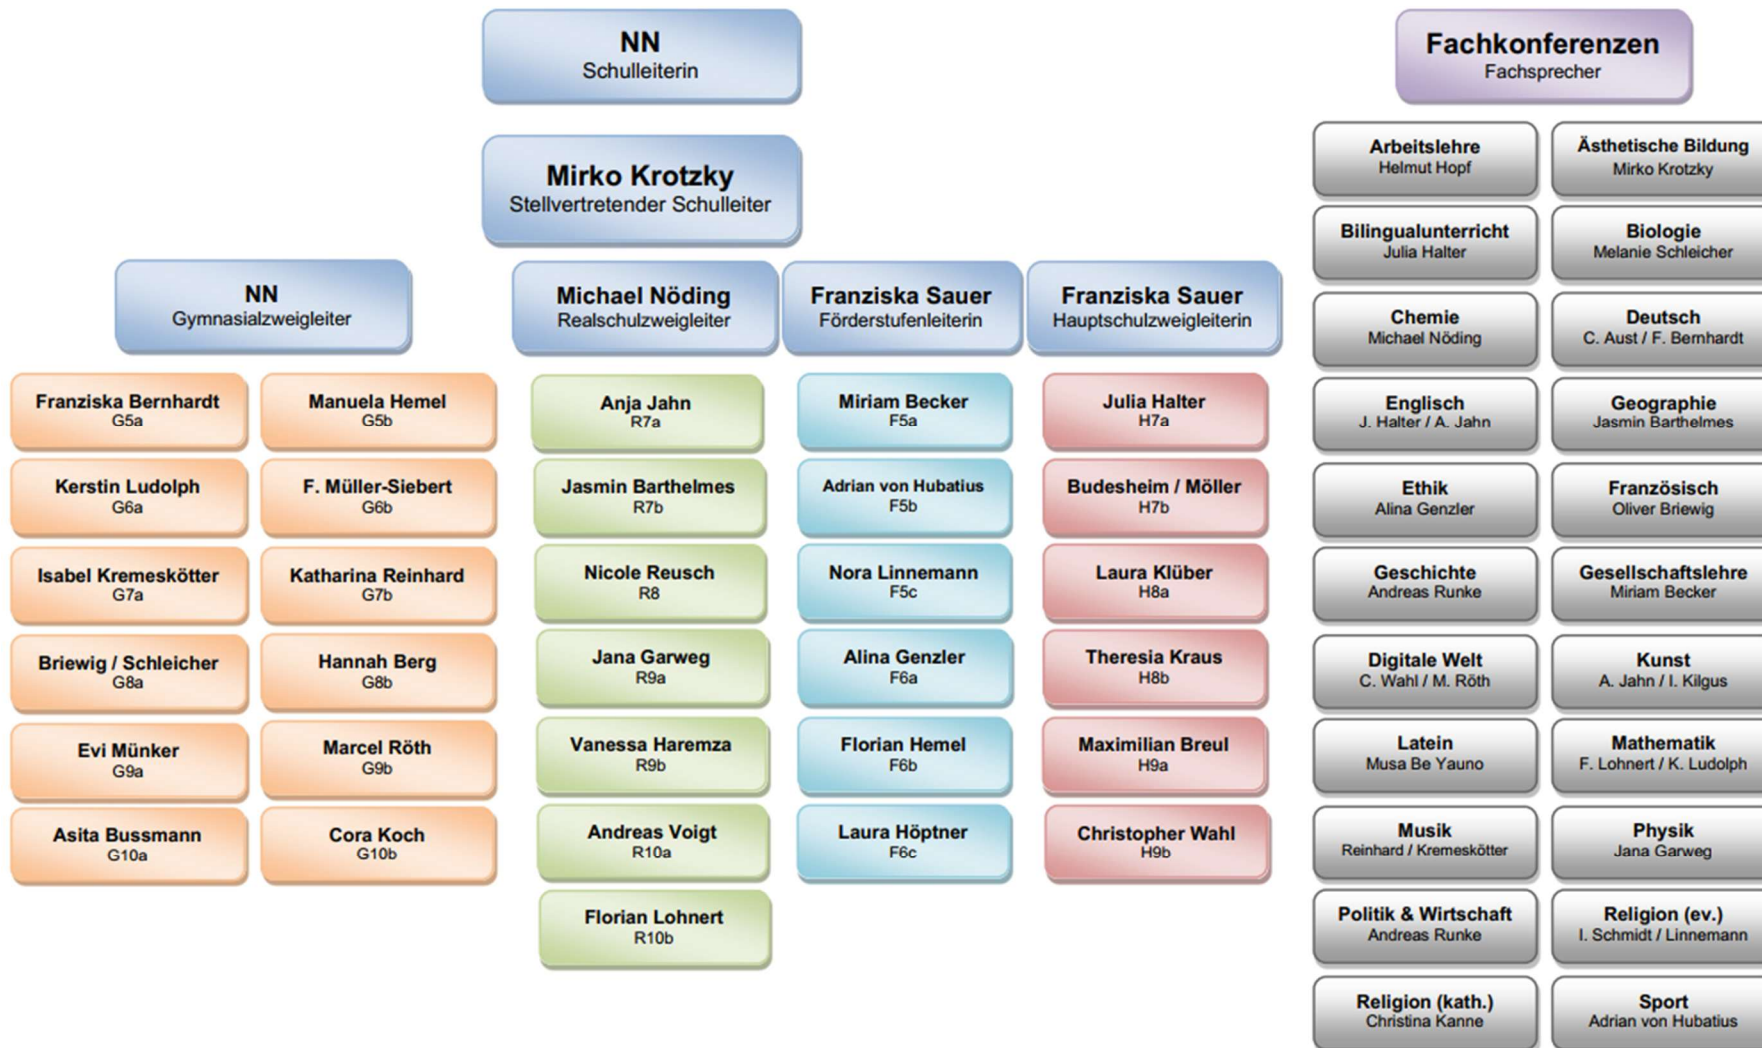 NN
Schulleiterin
Mirko Krotzky
Stellvertretender Schulleiter
NN
Gymnasialzweigleiter
Michael Nöding
Realschulzweigleiter
Franziska Sauer
Förderstufenleiterin
Franziska Sauer
Hauptschulzweigleiterin
Franziska Bernhardt
G5a
Manuela Hemel
G5b
Kerstin Ludolph
G6a
F. Müller-Siebert
G6b
Isabel Kremeskötter
G7a
Katharina Reinhard
G7b
Briewig / Schleicher
G8a
Hannah Berg
G8b
Evi Münker
G9a
Marcel Röth
G9b
Asita Bussmann
G10a
Cora Koch
G10b
Anja Jahn
R7a
Jasmin Barthelmes
R7b
Nicole Reusch
R8
Jana Garweg
R9a
Vanessa Haremza
R9b
Andreas Voigt
R10a
Florian Lohnert
R10b
Miriam Becker
F5a
Adrian von Hubatius
F5b
Nora Linnemann
F5c
Alina Genzler
F6a
Florian Hemel
F6b
Laura Höptner
F6c
Julia Halter
H7a
Budesheim / Möller
H7b
Laura Klüber
H8a
Theresia Kraus
H8b
Maximilian Breul
H9a
Christopher Wahl
H9b
Fachkonferenzen
Fachsprecher
Arbeitslehre
Helmut Hopf
Ästhetische Bildung
Mirko Krotzky
Bilingualunterricht
Julia Halter
Biologie
Melanie Schleicher
Chemie
Michael Nöding
Deutsch
C. Aust / F. Bernhardt
Englisch
J. Halter / A. Jahn
Geographie
Jasmin Barthelmes
Ethik
Alina Genzler
Französisch
Oliver Briewig
Geschichte
Andreas Runke
Gesellschaftslehre
Miriam Becker
Digitale Welt
C. Wahl / M. Röth
Kunst
A. Jahn / I. Kilgus
Latein
Musa Be Yauno
Mathematik
F. Lohnert / K. Ludolph
Musik
Reinhard / Kremeskötter
Physik
Jana Garweg
Politik & Wirtschaft
Andreas Runke
Religion (ev.)
I. Schmidt / Linnemann
Religion (kath.)
Christina Kanne
Sport
Adrian von Hubatius